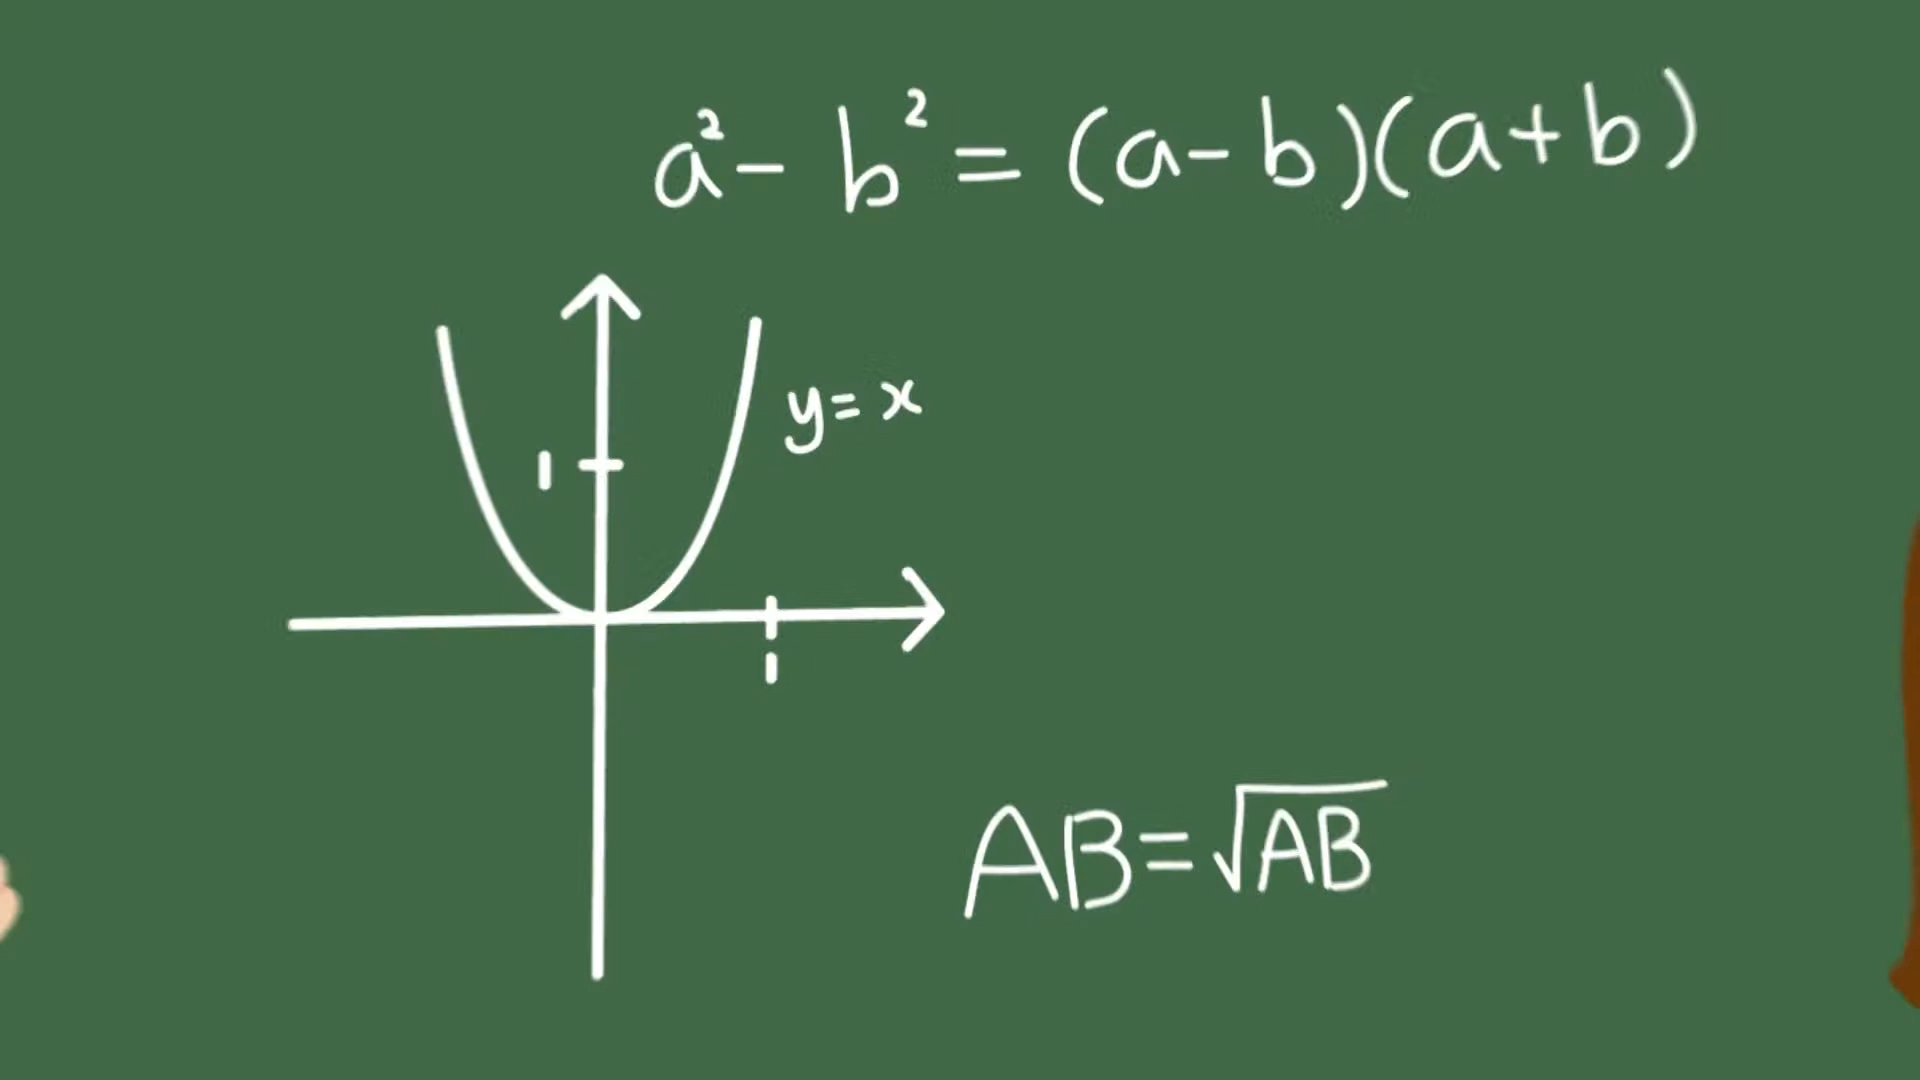 a² - b² = (a-b)(a+b)
y = x
1
1
AB = √AB